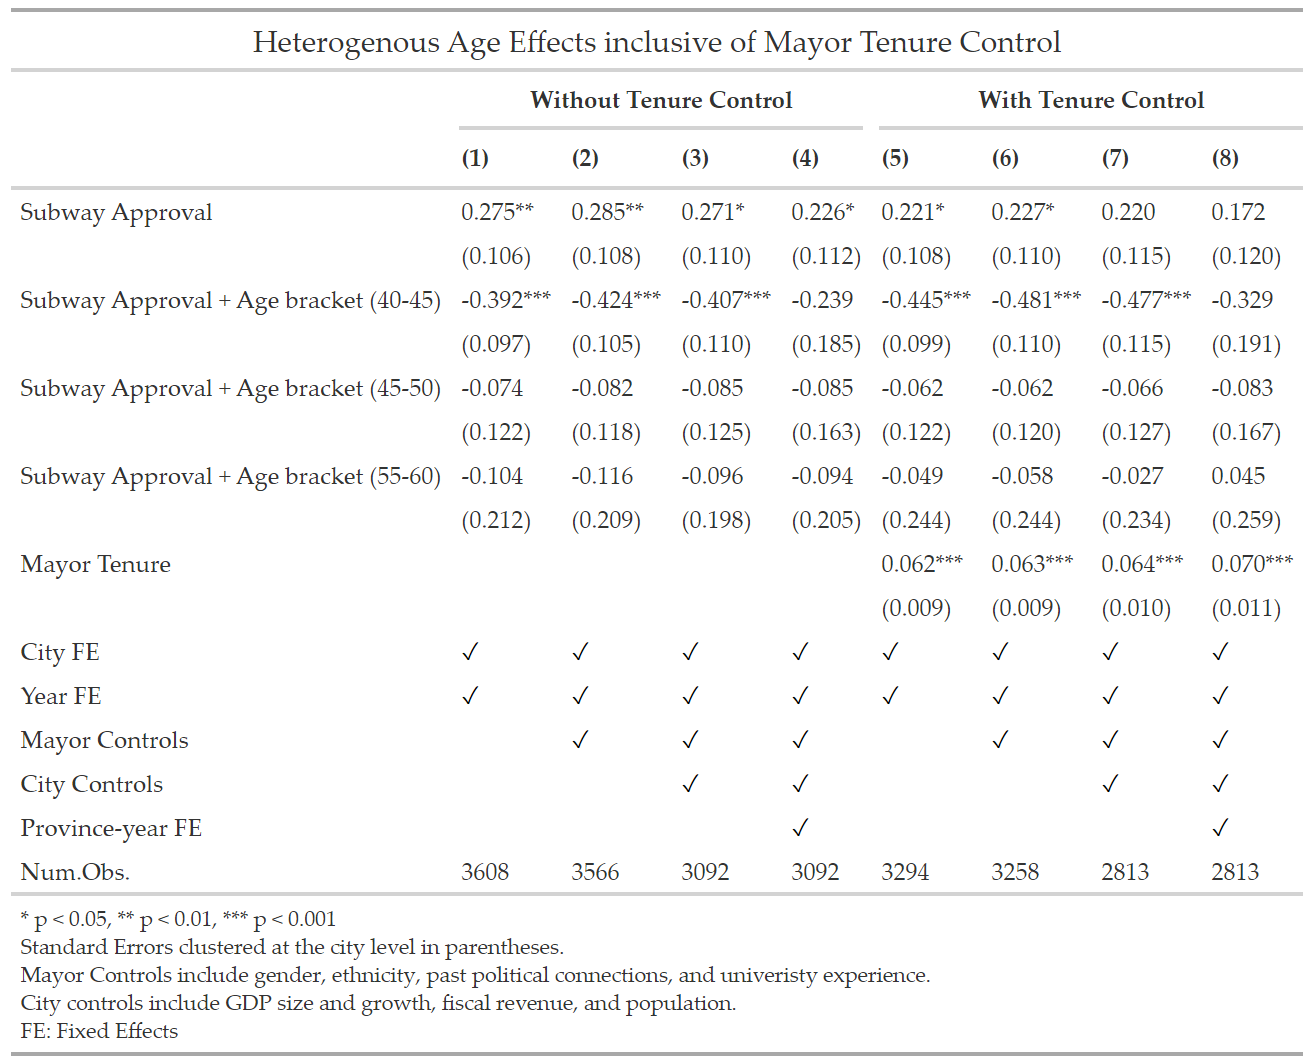 Heterogenous Age Effects inclusive of Mayor Tenure Control
Without Tenure Control With Tenure Control
(1) (2) (3) (4) (5) (6) (7) (8)
Subway Approval 0.275** 0.285** 0.271* 0.226* 0.221* 0.227* 0.220 0.172
(0.106) (0.108) (0.110) (0.112) (0.108) (0.110) (0.115) (0.120)
Subway Approval + Age bracket (40-45) -0.392*** -0.424*** -0.407*** -0.239 -0.445*** -0.481*** -0.477*** -0.329
(0.097) (0.105) (0.110) (0.185) (0.099) (0.110) (0.115) (0.191)
Subway Approval + Age bracket (45-50) -0.074 -0.082 -0.085 -0.085 -0.062 -0.062 -0.066 -0.083
(0.122) (0.118) (0.125) (0.163) (0.122) (0.120) (0.127) (0.167)
Subway Approval + Age bracket (55-60) -0.104 -0.116 -0.096 -0.094 -0.049 -0.058 -0.027 0.045
(0.212) (0.209) (0.198) (0.205) (0.244) (0.244) (0.234) (0.259)
Mayor Tenure 0.062*** 0.063*** 0.064*** 0.070***
(0.009) (0.009) (0.010) (0.011)
City FE ✓ ✓ ✓ ✓ ✓ ✓ ✓ ✓
Year FE ✓ ✓ ✓ ✓ ✓ ✓ ✓ ✓
Mayor Controls ✓ ✓ ✓ ✓ ✓ ✓
City Controls ✓ ✓ ✓ ✓
Province-year FE ✓ ✓
Num.Obs. 3608 3566 3092 3092 3294 3258 2813 2813
* p < 0.05, ** p < 0.01, *** p < 0.001
Standard Errors clustered at the city level in parentheses.
Mayor Controls include gender, ethnicity, past political connections, and univeristy experience.
City controls include GDP size and growth, fiscal revenue, and population.
FE: Fixed Effects